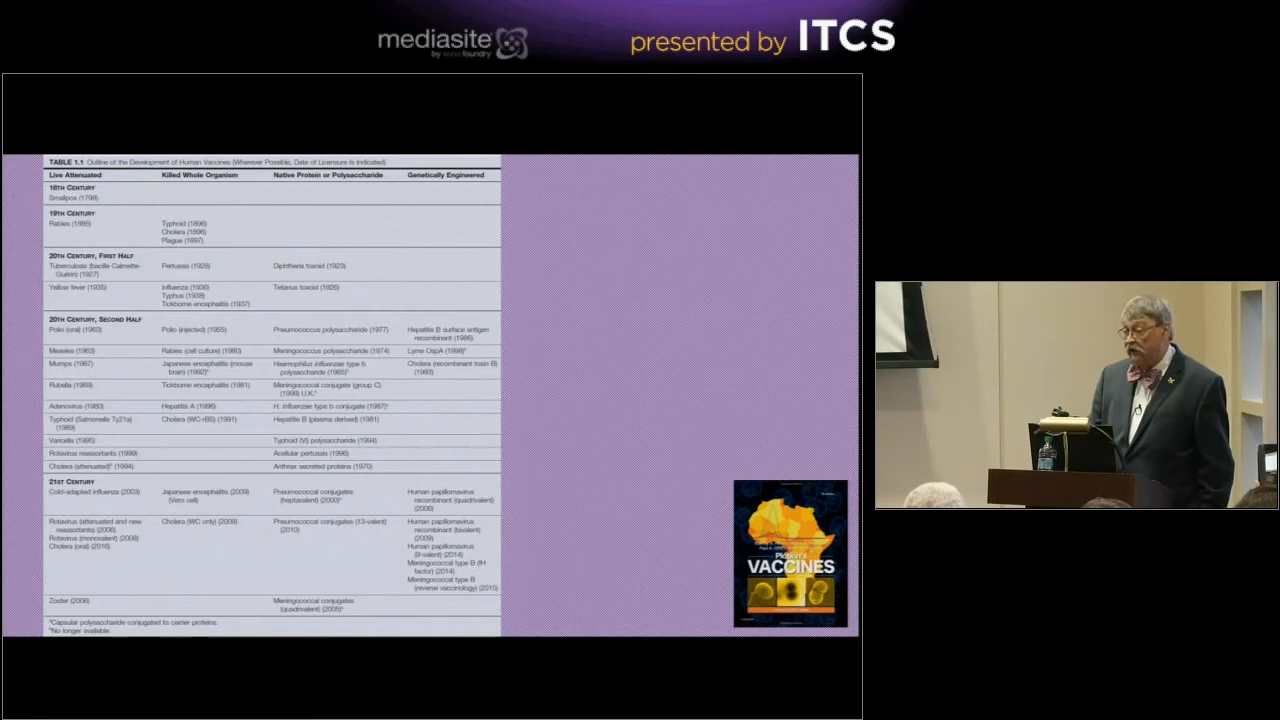 mediasite
by sonicfoundry
presented by ITCS
TABLE 1.1 Outline of the Development of Human Vaccines (Wherever Possible, Date of Licensure Is Indicated)
Live Attenuated Killed Whole Organism Native Protein or Polysaccharide Genetically Engineered
18TH CENTURY
Smallpox (1798)
19TH CENTURY
Rabies (1885) Typhoid (1896)
Cholera (1896)
Plague (1897)
20TH CENTURY, FIRST HALF
Tuberculosis (bacille Calmette- Pertussis (1926) Diphtheria toxoid (1923)
Guérin) (1927)
Yellow fever (1935) Influenza (1936) Tetanus toxoid (1926)
Typhus (1938)
Tickborne encephalitis (1937)
20TH CENTURY, SECOND HALF
Polio (oral) (1963) Polio (injected) (1955) Pneumococcus polysaccharide (1977) Hepatitis B surface antigen
recombinant (1986)
Measles (1963) Rabies (cell culture) (1980) Meningococcus polysaccharide (1974) Lyme OspA (1998)b
Mumps (1967) Japanese encephalitis (mouse Haemophilus influenzae type b Cholera (recombinant toxin B)
brain) (1992)b polysaccharide (1985)b (1993)
Rubella (1969) Tickborne encephalitis (1981) Meningococcal conjugate (group C)
(1999) U.K.a
Adenovirus (1980) Hepatitis A (1996) H. influenzae type b conjugate (1987)a
Typhoid (Salmonella Ty21a) Cholera (WC-rBS) (1991) Hepatitis B (plasma derived) (1981)
(1989)
Varicella (1995) Typhoid (Vi) polysaccharide (1994)
Rotavirus reassortants (1999) Acellular pertussis (1996)
Cholera (attenuated)b (1994) Anthrax secreted proteins (1970)
21ST CENTURY
Cold-adapted influenza (2003) Japanese encephalitis (2009) Pneumococcal conjugates Human papillomavirus
(Vero cell) (heptavalent) (2000)a recombinant (quadrivalent)
(2006)
Rotavirus (attenuated and new Cholera (WC only) (2009) Pneumococcal conjugates (13-valent) Human papillomavirus
reassortants) (2006) (2010) recombinant (bivalent)
Rotavirus (monovalent) (2008) (2009)
Cholera (oral) (2016) Human papillomavirus
(9-valent) (2014)
Meningococcal type B (fH
factor) (2014)
Meningococcal type B
(reverse vaccinology) (2015)
Zoster (2006) Meningococcal conjugates
(quadrivalent) (2005)a
aCapsular polysaccharide conjugated to carrier proteins.
bNo longer available.
Plotkin's
VACCINES